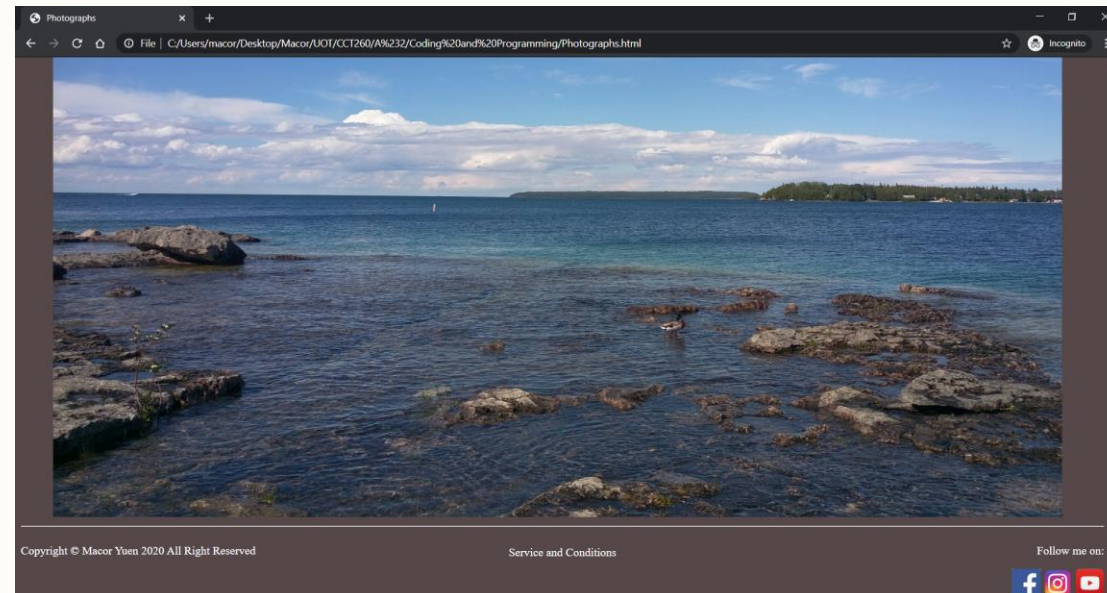 Photographs
File | C:/Users/macor/Desktop/Macor/UOT/CCT260/A%232/Coding%20and%20Programming/Photographs.html
Incognito
Copyright © Macor Yuen 2020 All Right Reserved
Service and Conditions
Follow me on: